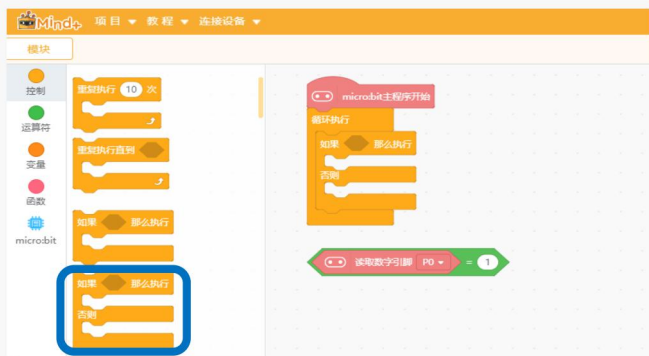 Mind+ 项目 教程 连接设备
模块
控制
运算符
变量
函数
micro:bit
重复执行 10 次
重复执行直到
如果 那么执行
如果 那么执行
否则
micro:bit主程序开始
循环执行
如果 那么执行
否则
读取数字引脚 P0 = 1